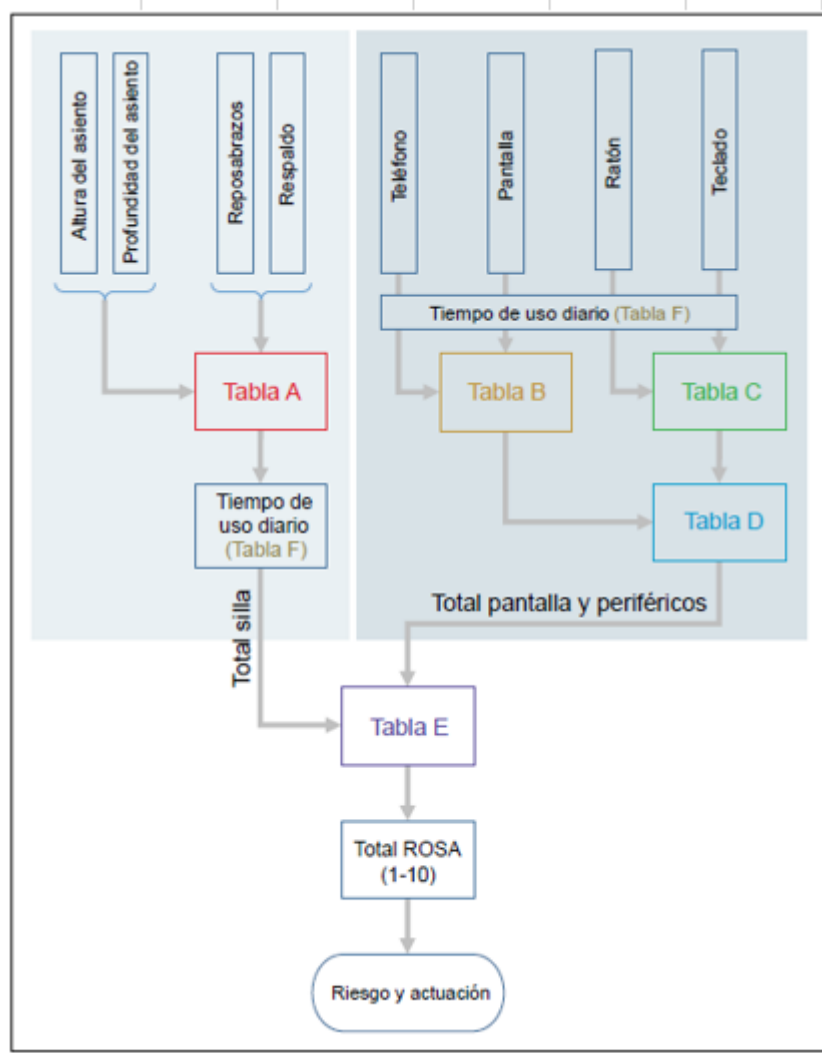 Altura del asiento
Profundidad del asiento
Reposabrazos
Respaldo
Teléfono
Pantalla
Ratón
Teclado
Tiempo de uso diario (Tabla F)
Tabla A
Tabla B
Tabla C
Tiempo de
uso diario
(Tabla F)
Tabla D
Total silla
Total pantalla y periféricos
Tabla E
Total ROSA
(1-10)
Riesgo y actuación